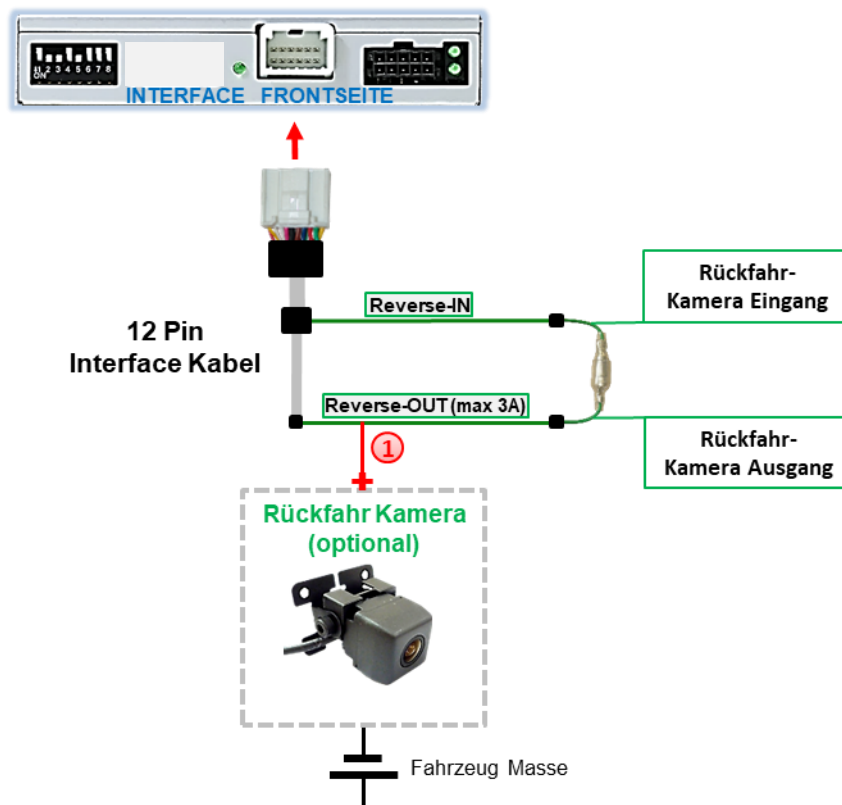 1 2 3 4 5 6 7 8
ON
INTERFACE FRONTSEITE
Rückfahr-
Kamera Eingang
Reverse-IN
12 Pin
Interface Kabel
Reverse-OUT (max 3A)
Rückfahr-
Kamera Ausgang
1
Rückfahr Kamera
(optional)
Fahrzeug Masse